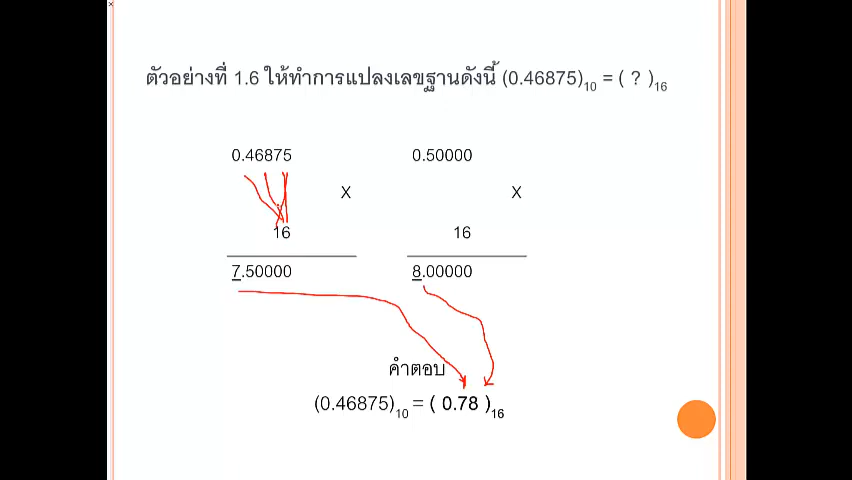 ตัวอย่างที่ 1.6 ให้ทำการแปลงเลขฐานดังนี้ (0.46875)10 = ( ? )16
0.46875 0.50000
X X
16 16
7.50000 8.00000
คำตอบ
(0.46875)10 = ( 0.78 )16